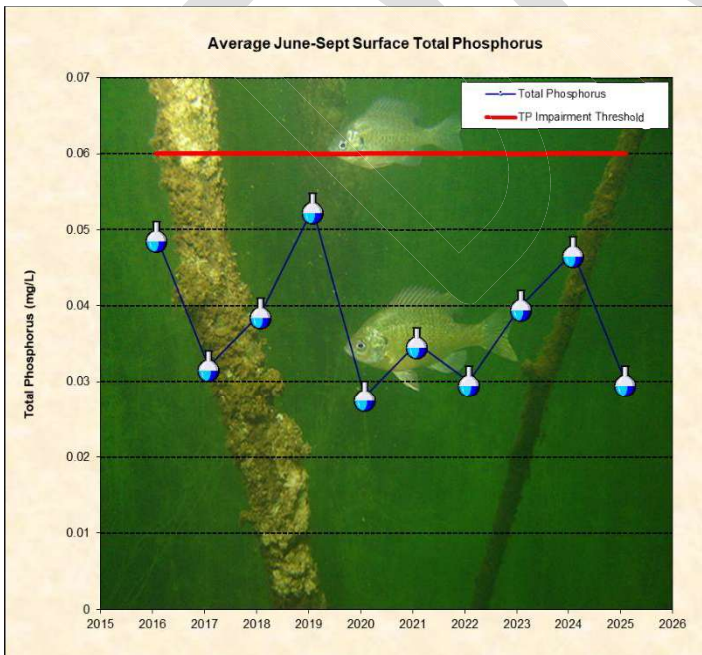 Average June-Sept Surface Total Phosphorus
Total Phosphorus
TP Impairment Threshold
Total Phosphorus (mg/L)
0.07
0.06
0.05
0.04
0.03
0.02
0.01
0
2015 2016 2017 2018 2019 2020 2021 2022 2023 2024 2025 2026